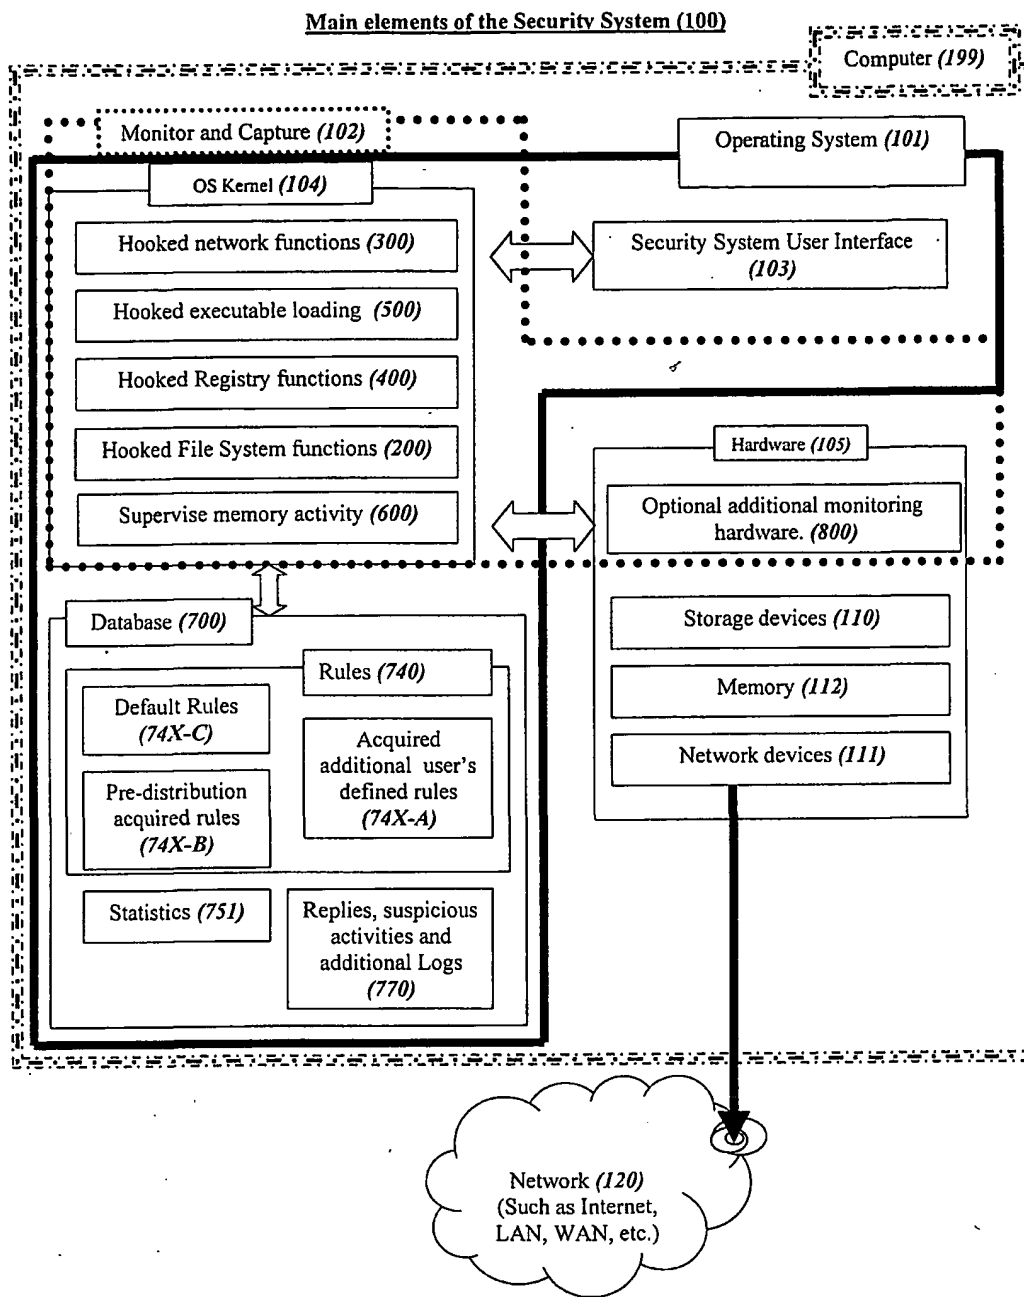 Main elements of the Security System (100)
Computer (199)
Monitor and Capture (102)
Operating System (101)
OS Kernel (104)
Hooked network functions (300)
Security System User Interface
(103)
Hooked executable loading (500)
Hooked Registry functions (400)
Hooked File System functions (200)
Supervise memory activity (600)
Hardware (105)
Optional additional monitoring
hardware. (800)
Storage devices (110)
Memory (112)
Network devices (111)
Database (700)
Rules (740)
Default Rules
(74X-C)
Pre-distribution
acquired rules
(74X-B)
Acquired
additional user's
defined rules
(74X-A)
Statistics (751)
Replies, suspicious
activities and
additional Logs
(770)
Network (120)
(Such as Internet,
LAN, WAN, etc.)